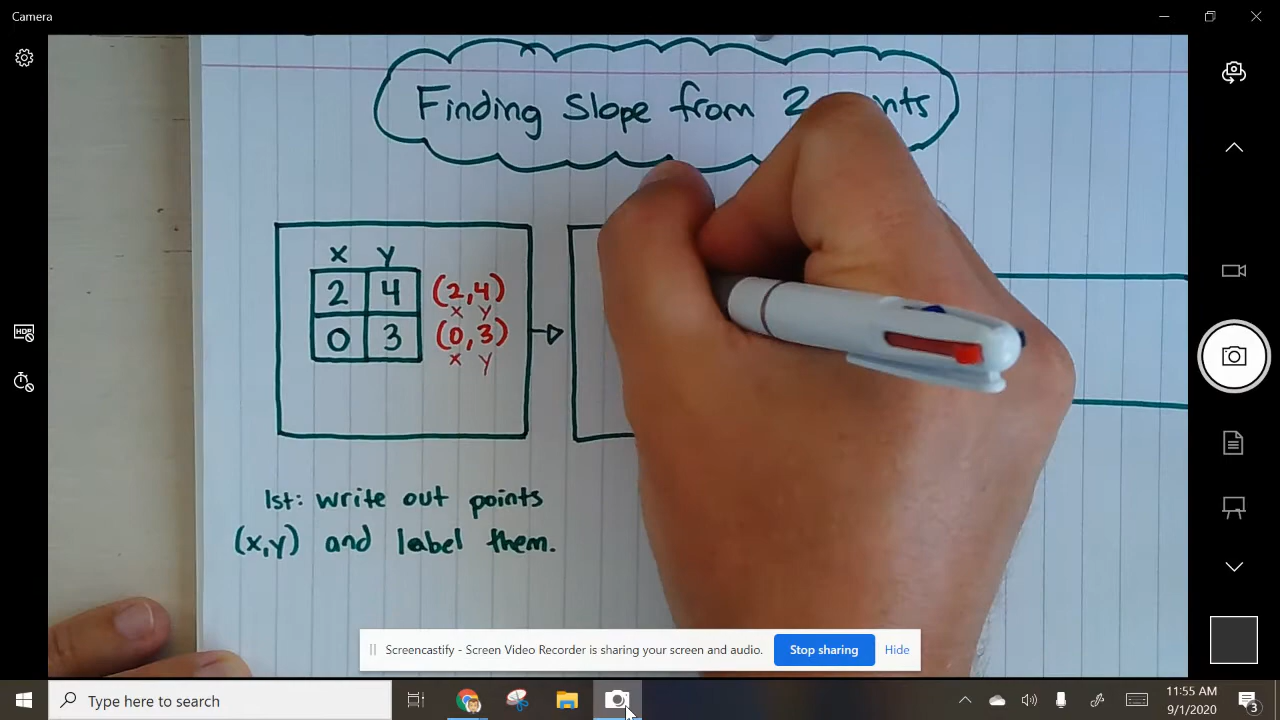 Camera
Finding Slope from 2
x y
2 4 (2,4)
x y
0 3 (0,3)
x y
1st: write out points
(x,y) and label them.
Screencastify - Screen Video Recorder is sharing your screen and audio.
Stop sharing
Hide
Type here to search
11:55 AM
9/1/2020
3